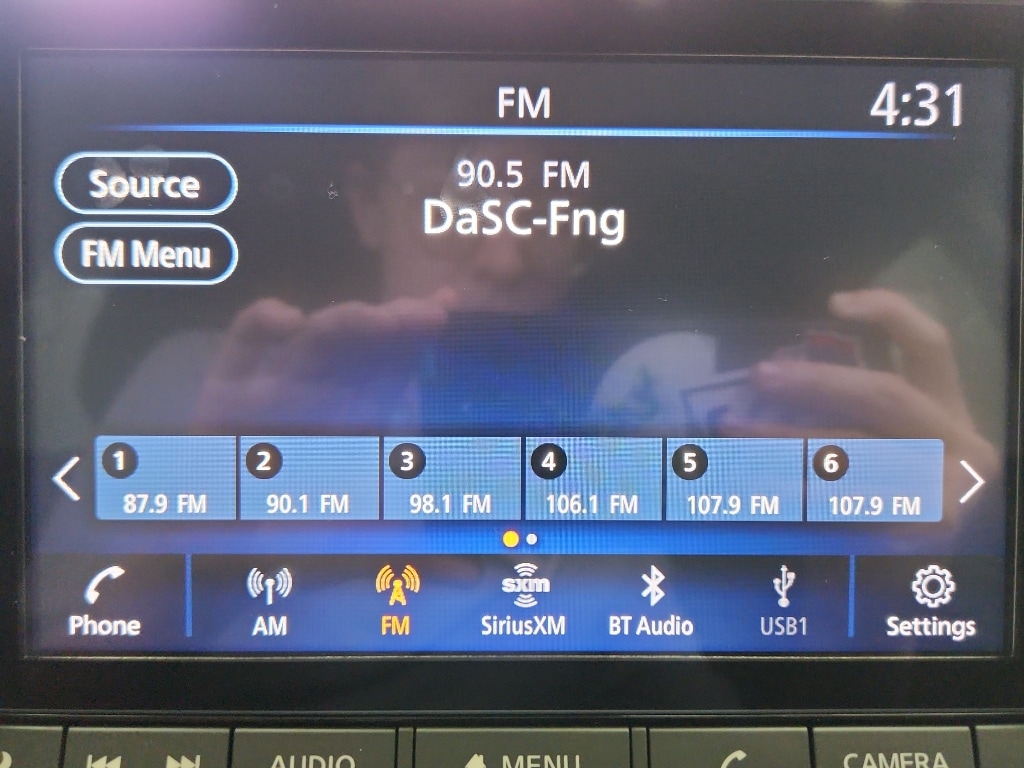 FM
4:31
Source
90.5 FM
DaSC-Fng
FM Menu
1
2
3
4
5
6
87.9 FM
90.1 FM
98.1 FM
106.1 FM
107.9 FM
107.9 FM
sxm
Phone
AM
FM
SiriusXM
BT Audio
USB1
Settings
AUDIO
MENU
CAMERA